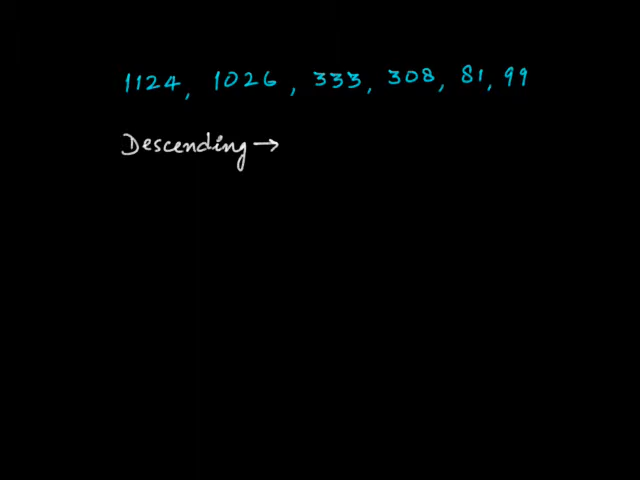 1124, 1026, 333, 308, 81, 99
Descending →